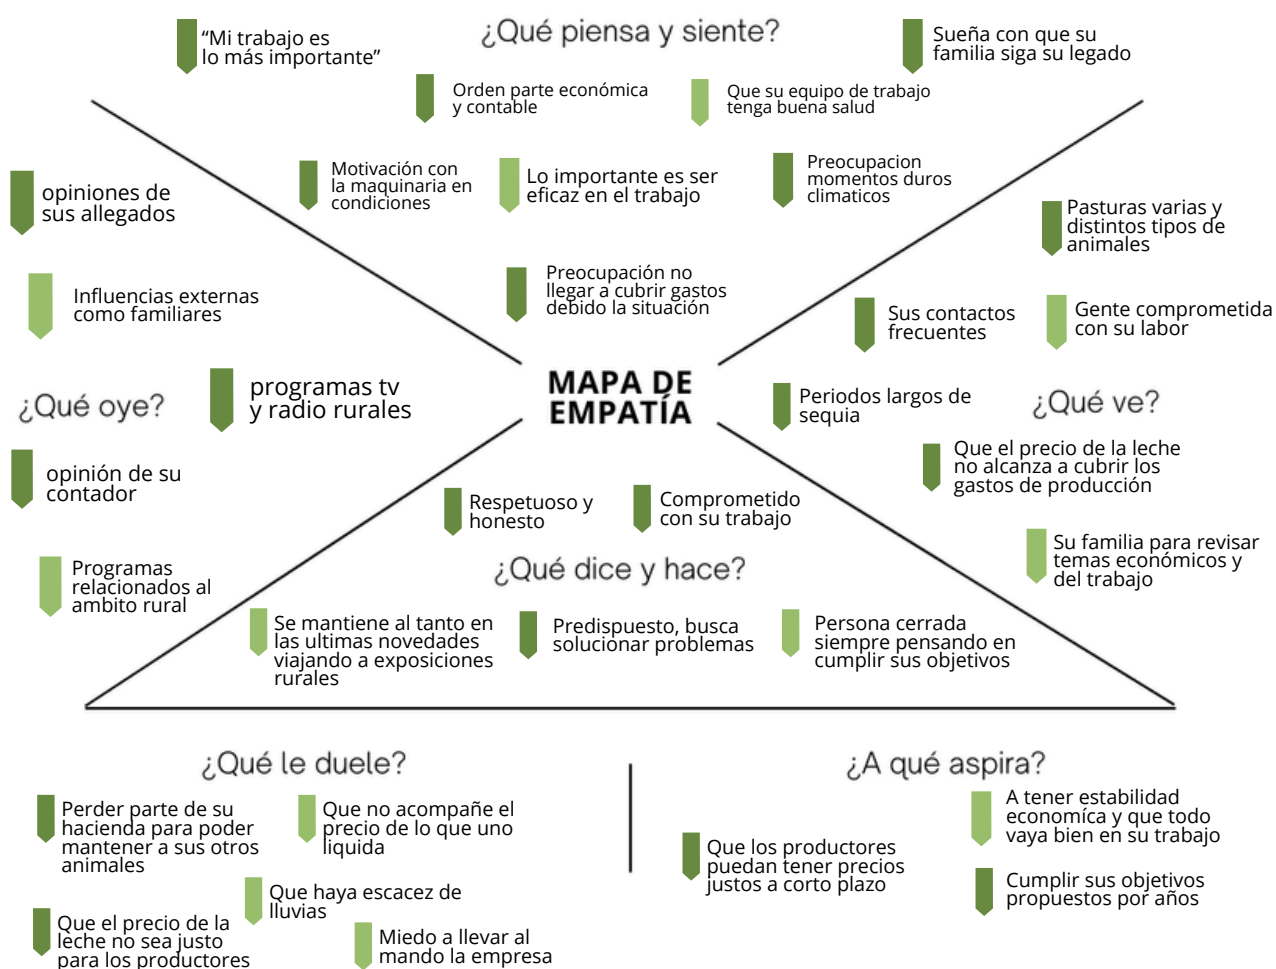 ¿Qué piensa y siente?
“Mi trabajo es
lo más importante”
Orden parte económica
y contable
Que su equipo de trabajo
tenga buena salud
Sueña con que su
familia siga su legado
Motivación con
la maquinaria en
condiciones
Lo importante es ser
eficaz en el trabajo
Preocupacion
momentos duros
climaticos
Preocupación no
llegar a cubrir gastos
debido la situación
opiniones de
sus allegados
Influencias externas
como familiares
¿Qué oye?
programas tv
y radio rurales
opinión de su
contador
Programas
relacionados al
ambito rural
MAPA DE
EMPATÍA
Pasturas varias y
distintos tipos de
animales
Sus contactos
frecuentes
Gente comprometida
con su labor
Periodos largos de
sequia
¿Qué ve?
Que el precio de la leche
no alcanza a cubrir los
gastos de producción
Su familia para revisar
temas económicos y
del trabajo
Respetuoso y
honesto
Comprometido
con su trabajo
¿Qué dice y hace?
Se mantiene al tanto en
las ultimas novedades
viajando a exposiciones
rurales
Predispuesto, busca
solucionar problemas
Persona cerrada
siempre pensando en
cumplir sus objetivos
¿Qué le duele?
Perder parte de su
hacienda para poder
mantener a sus otros
animales
Que no acompañe el
precio de lo que uno
liquida
Que haya escacez de
lluvias
Que el precio de la
leche no sea justo
para los productores
Miedo a llevar al
mando la empresa
¿A qué aspira?
A tener estabilidad
economíca y que todo
vaya bien en su trabajo
Que los productores
puedan tener precios
justos a corto plazo
Cumplir sus objetivos
propuestos por años